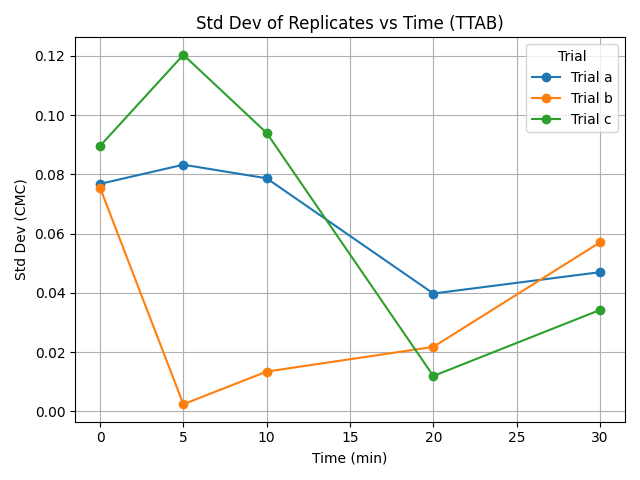 Std Dev of Replicates vs Time (TTAB)
Trial
Trial a
Trial b
Trial c
Std Dev (CMC)
0.12
0.10
0.08
0.06
0.04
0.02
0.00
0 5 10 15 20 25 30
Time (min)